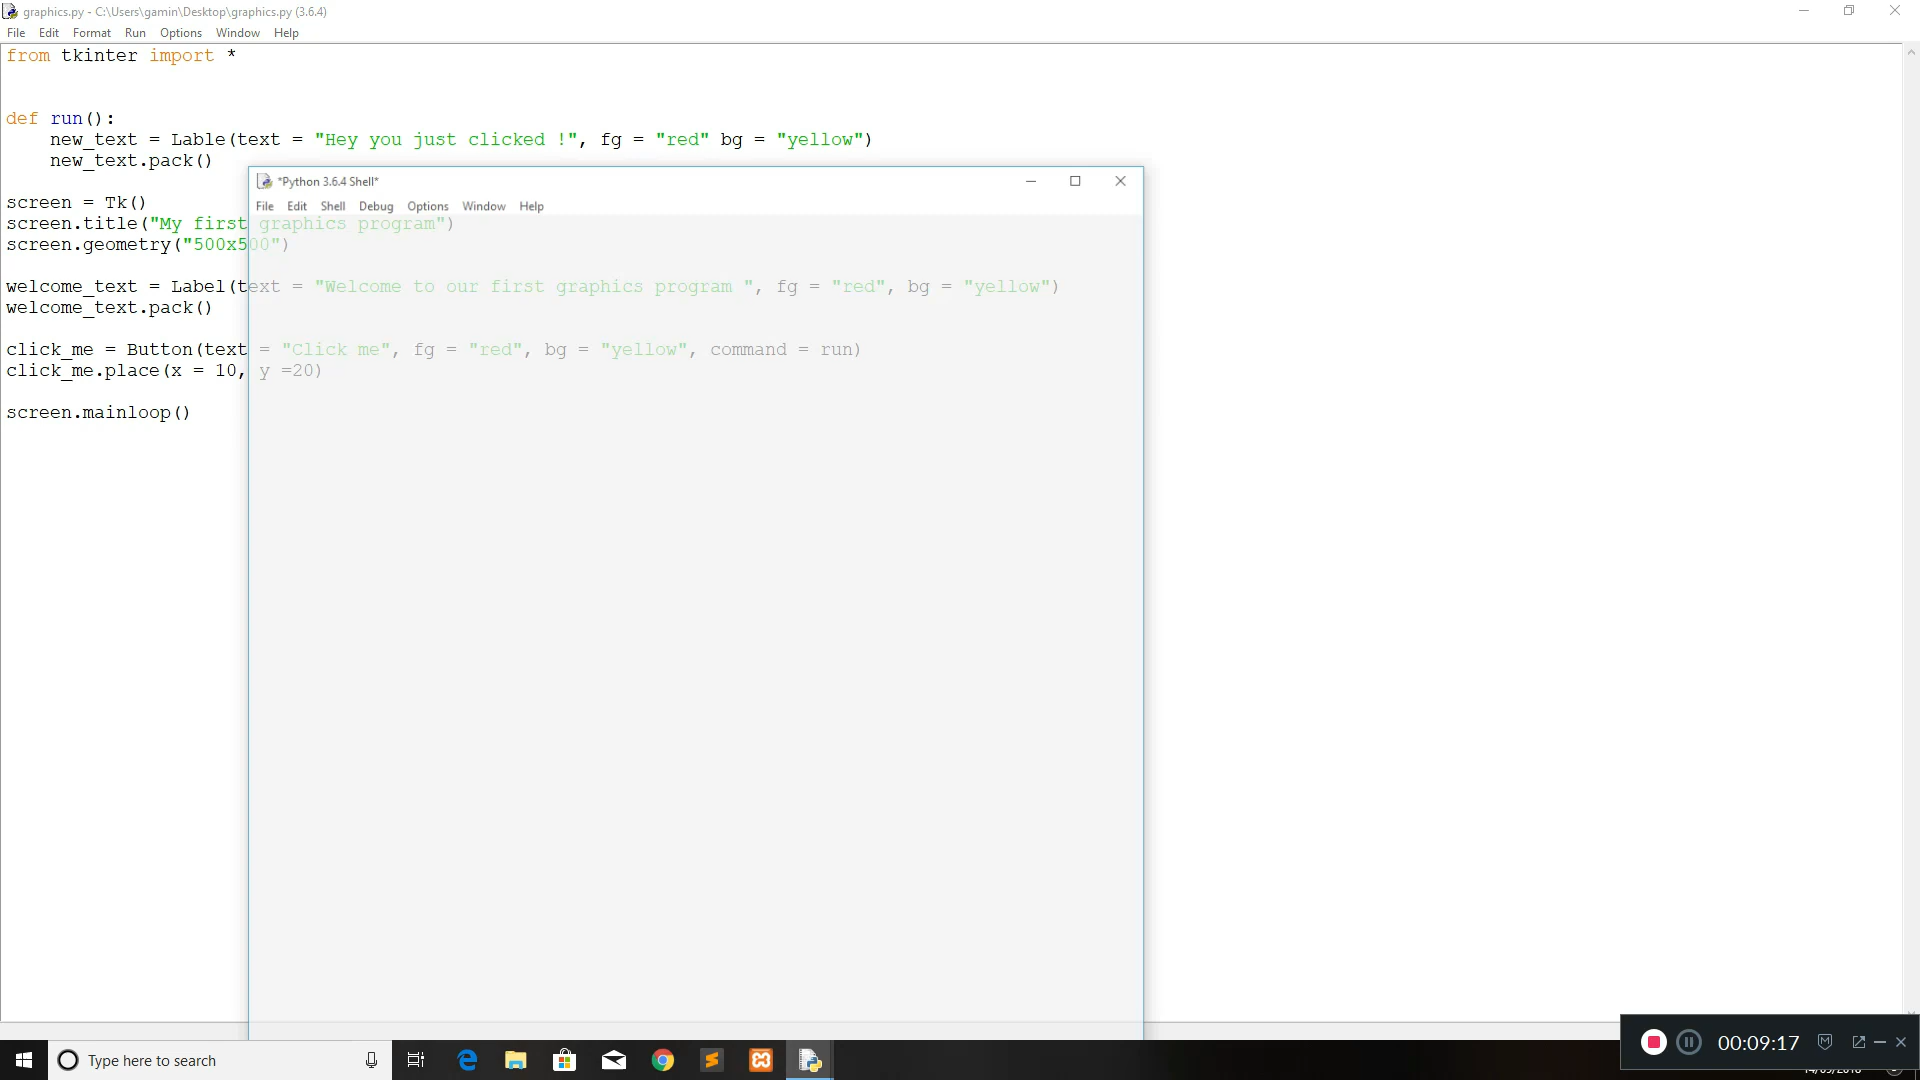 graphics.py - C:\Users\gamin\Desktop\graphics.py (3.6.4)
File Edit Format Run Options Window Help
from tkinter import *
def run():
    new_text = Lable(text = "Hey you just clicked !", fg = "red" bg = "yellow")
    new_text.pack()
*Python 3.6.4 Shell*
File Edit Shell Debug Options Window Help
screen = Tk()
screen.title("My first graphics program")
screen.geometry("500x500")
welcome_text = Label(text = "Welcome to our first graphics program ", fg = "red", bg = "yellow")
welcome_text.pack()
click_me = Button(text = "Click me", fg = "red", bg = "yellow", command = run)
click_me.place(x = 10, y =20)
screen.mainloop()
Type here to search
00:09:17